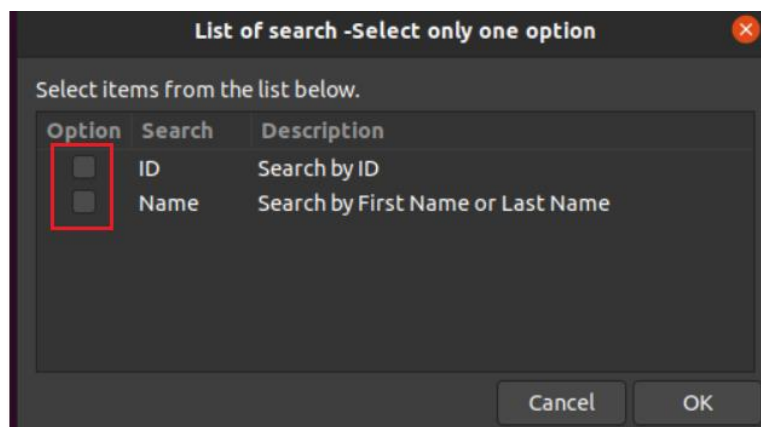 List of search -Select only one option
Select items from the list below.
Option Search Description
ID Search by ID
Name Search by First Name or Last Name
Cancel OK